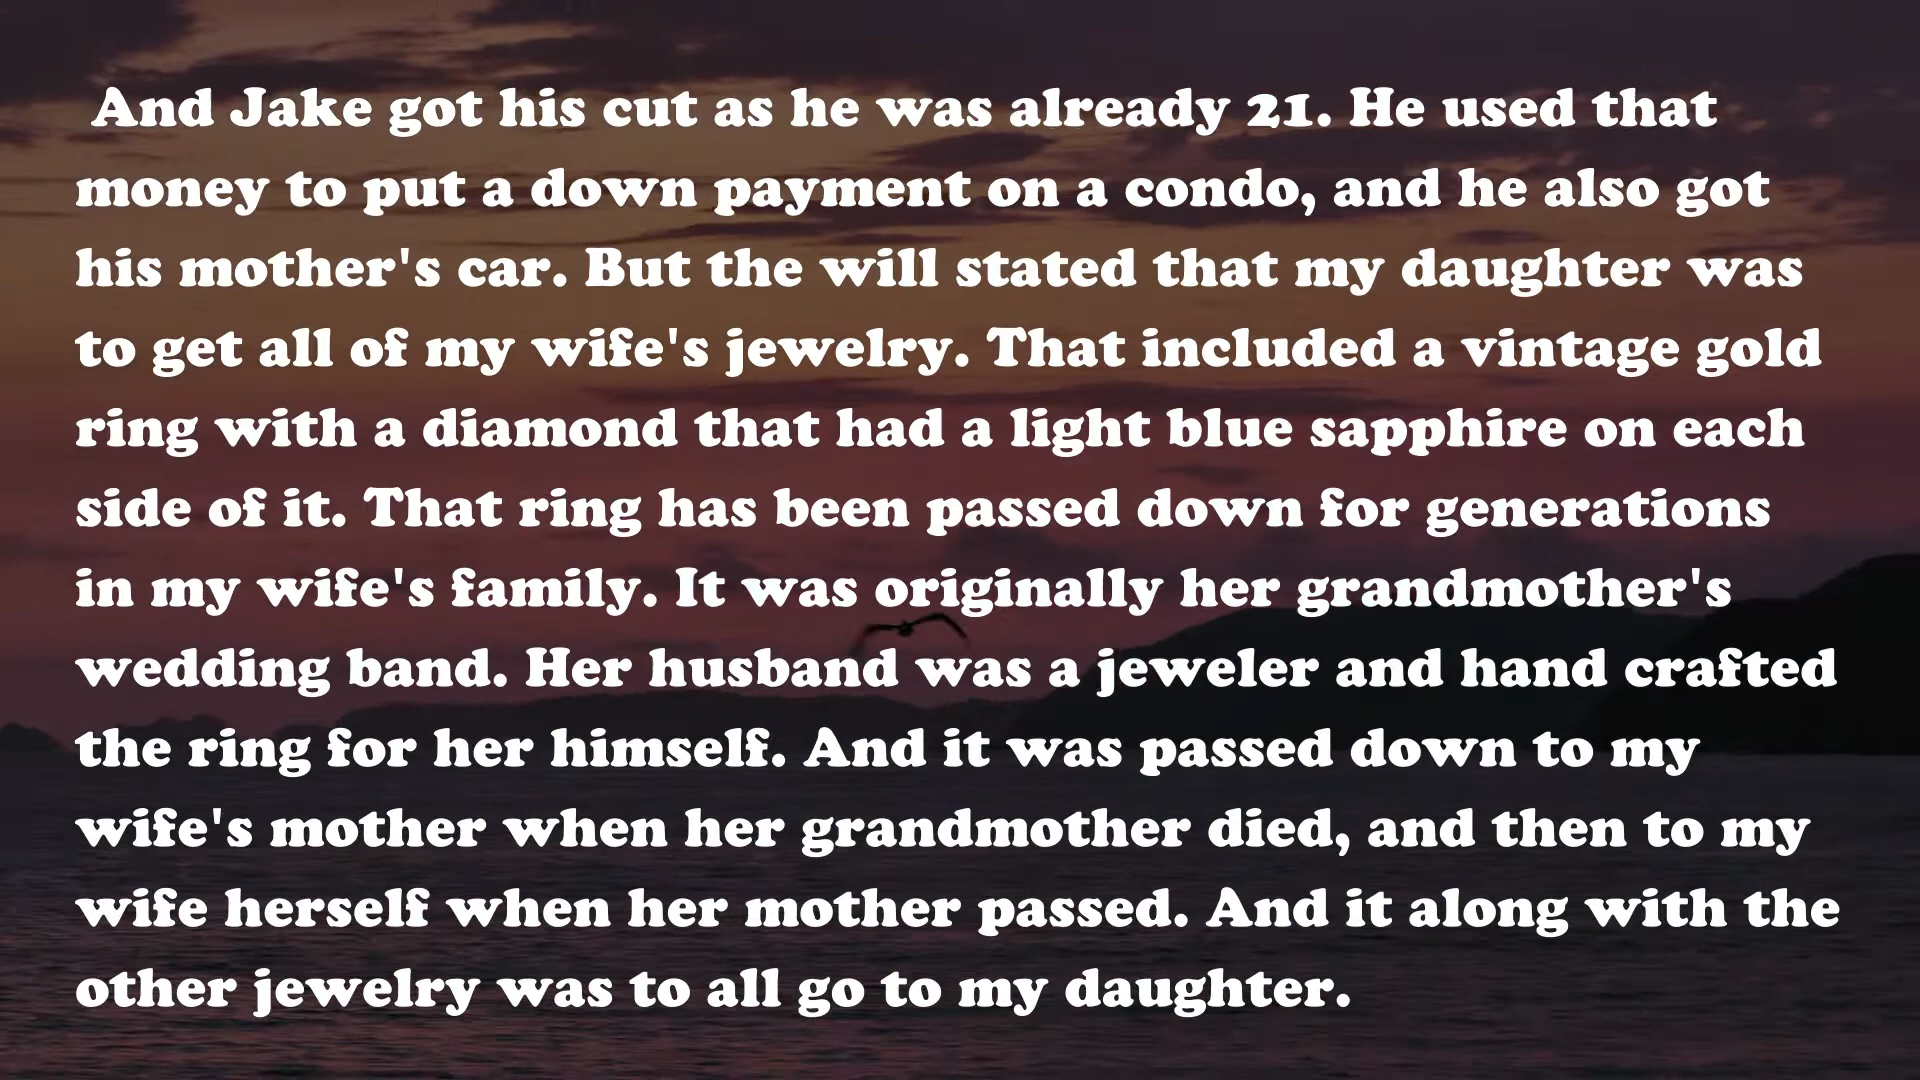 And Jake got his cut as he was already 21. He used that
money to put a down payment on a condo, and he also got
his mother's car. But the will stated that my daughter was
to get all of my wife's jewelry. That included a vintage gold
ring with a diamond that had a light blue sapphire on each
side of it. That ring has been passed down for generations
in my wife's family. It was originally her grandmother's
wedding band. Her husband was a jeweler and hand crafted
the ring for her himself. And it was passed down to my
wife's mother when her grandmother died, and then to my
wife herself when her mother passed. And it along with the
other jewelry was to all go to my daughter.